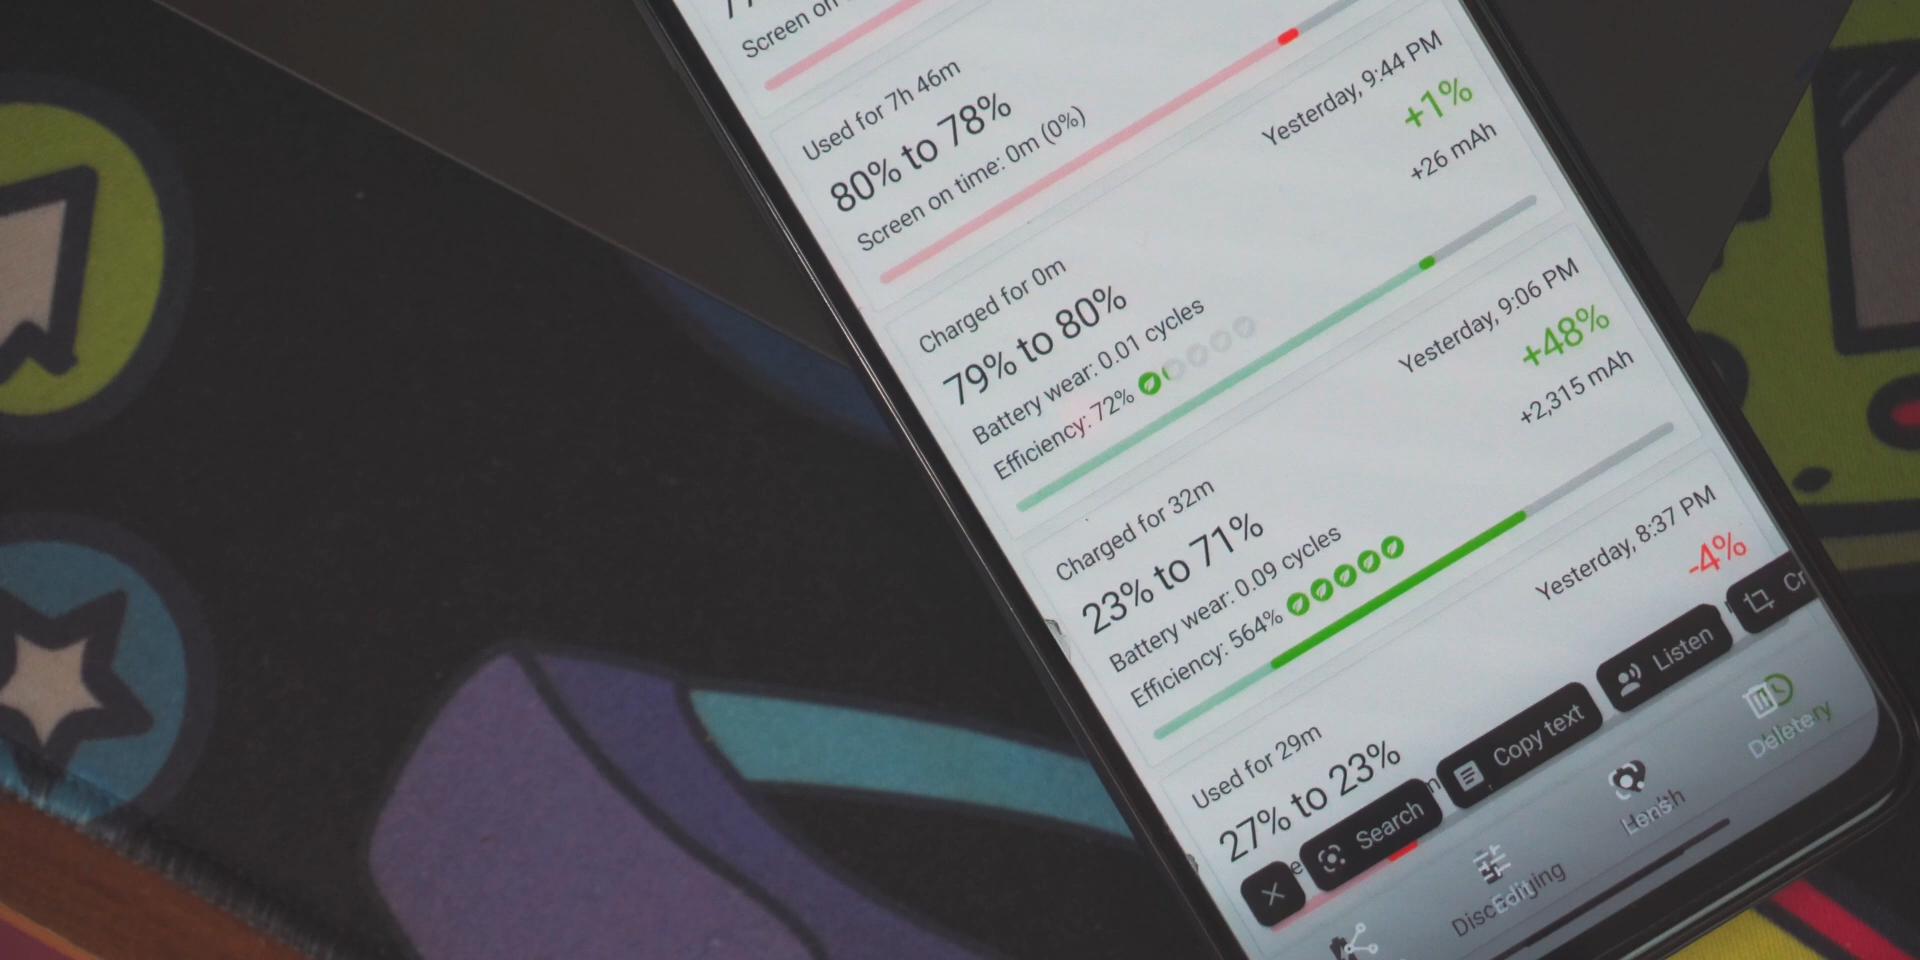 Screen on
Used for 7h 46m
80% to 78%
Screen on time: 0m (0%)
Yesterday, 9:44 PM
+1%
+26 mAh
Charged for 0m
79% to 80%
Battery wear: 0.01 cycles
Efficiency: 72%
Yesterday, 9:06 PM
+48%
+2,315 mAh
Charged for 32m
23% to 71%
Battery wear: 0.09 cycles
Efficiency: 564%
Yesterday, 8:37 PM
-4%
Used for 29m
27% to 23%
Search
Copy text
Listen